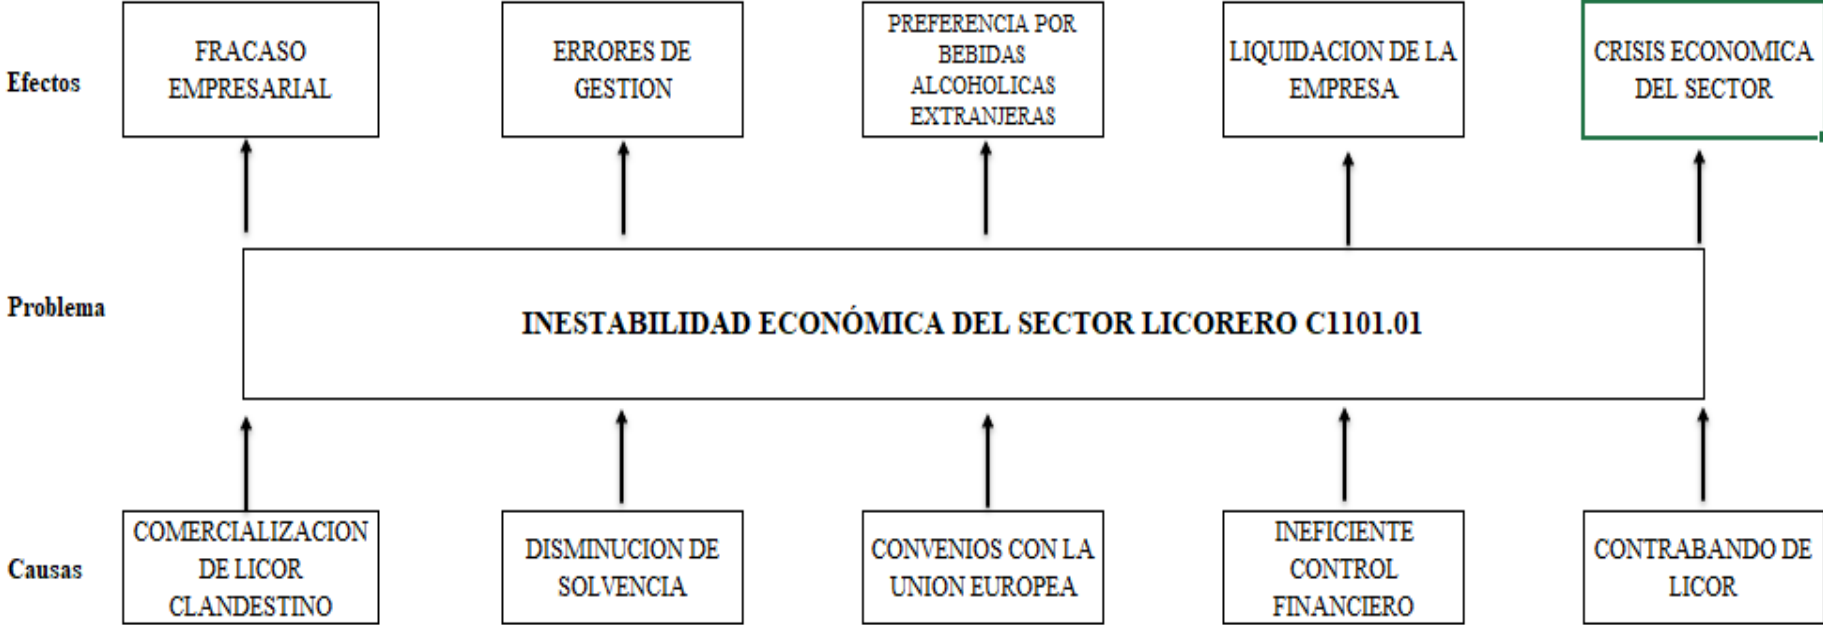 Efectos
FRACASO
EMPRESARIAL
ERRORES DE
GESTION
PREFERENCIA POR
BEBIDAS
ALCOHOLICAS
EXTRANJERAS
LIQUIDACION DE LA
EMPRESA
CRISIS ECONOMICA
DEL SECTOR
Problema
INESTABILIDAD ECONÓMICA DEL SECTOR LICORERO C1101.01
Causas
COMERCIALIZACION
DE LICOR
CLANDESTINO
DISMINUCION DE
SOLVENCIA
CONVENIOS CON LA
UNION EUROPEA
INEFICIENTE
CONTROL
FINANCIERO
CONTRABANDO DE
LICOR